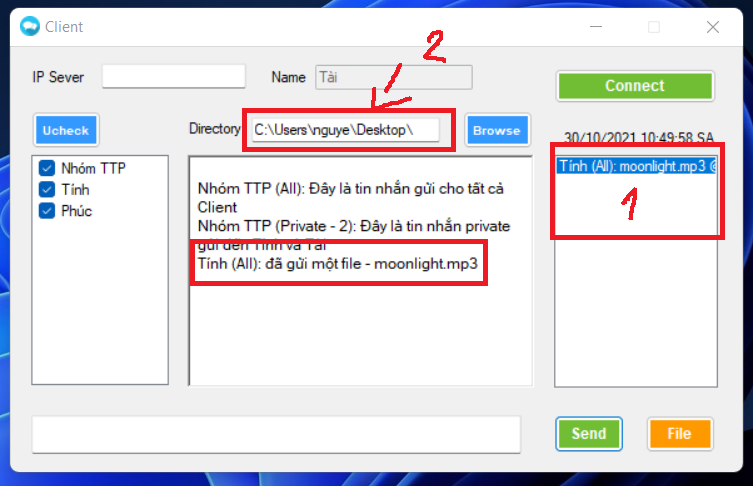 Client
2
IP Sever
Name Tài
Connect
Ucheck
Directory C:\Users\nguye\Desktop\
Browse
30/10/2021 10:49:58 SA
Nhóm TTP
Tính
Phúc
Nhóm TTP (All): Đây là tin nhắn gửi cho tất cả
Client
Nhóm TTP (Private - 2): Đây là tin nhắn private
gửi đến Tính và Tài
Tính (All): đã gửi một file - moonlight.mp3
Tính (All): moonlight.mp3
1
Send
File